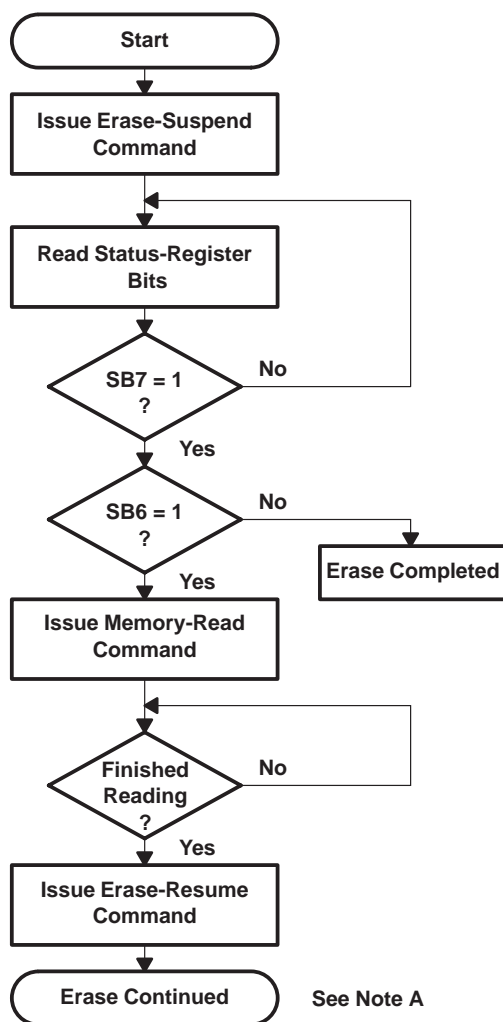 Start
Issue Erase-Suspend
Command
Read Status-Register
Bits
SB7 = 1
?
No
Yes
SB6 = 1
?
No
Yes
Erase Completed
Issue Memory-Read
Command
Finished
Reading
?
No
Yes
Issue Erase-Resume
Command
Erase Continued
See Note A